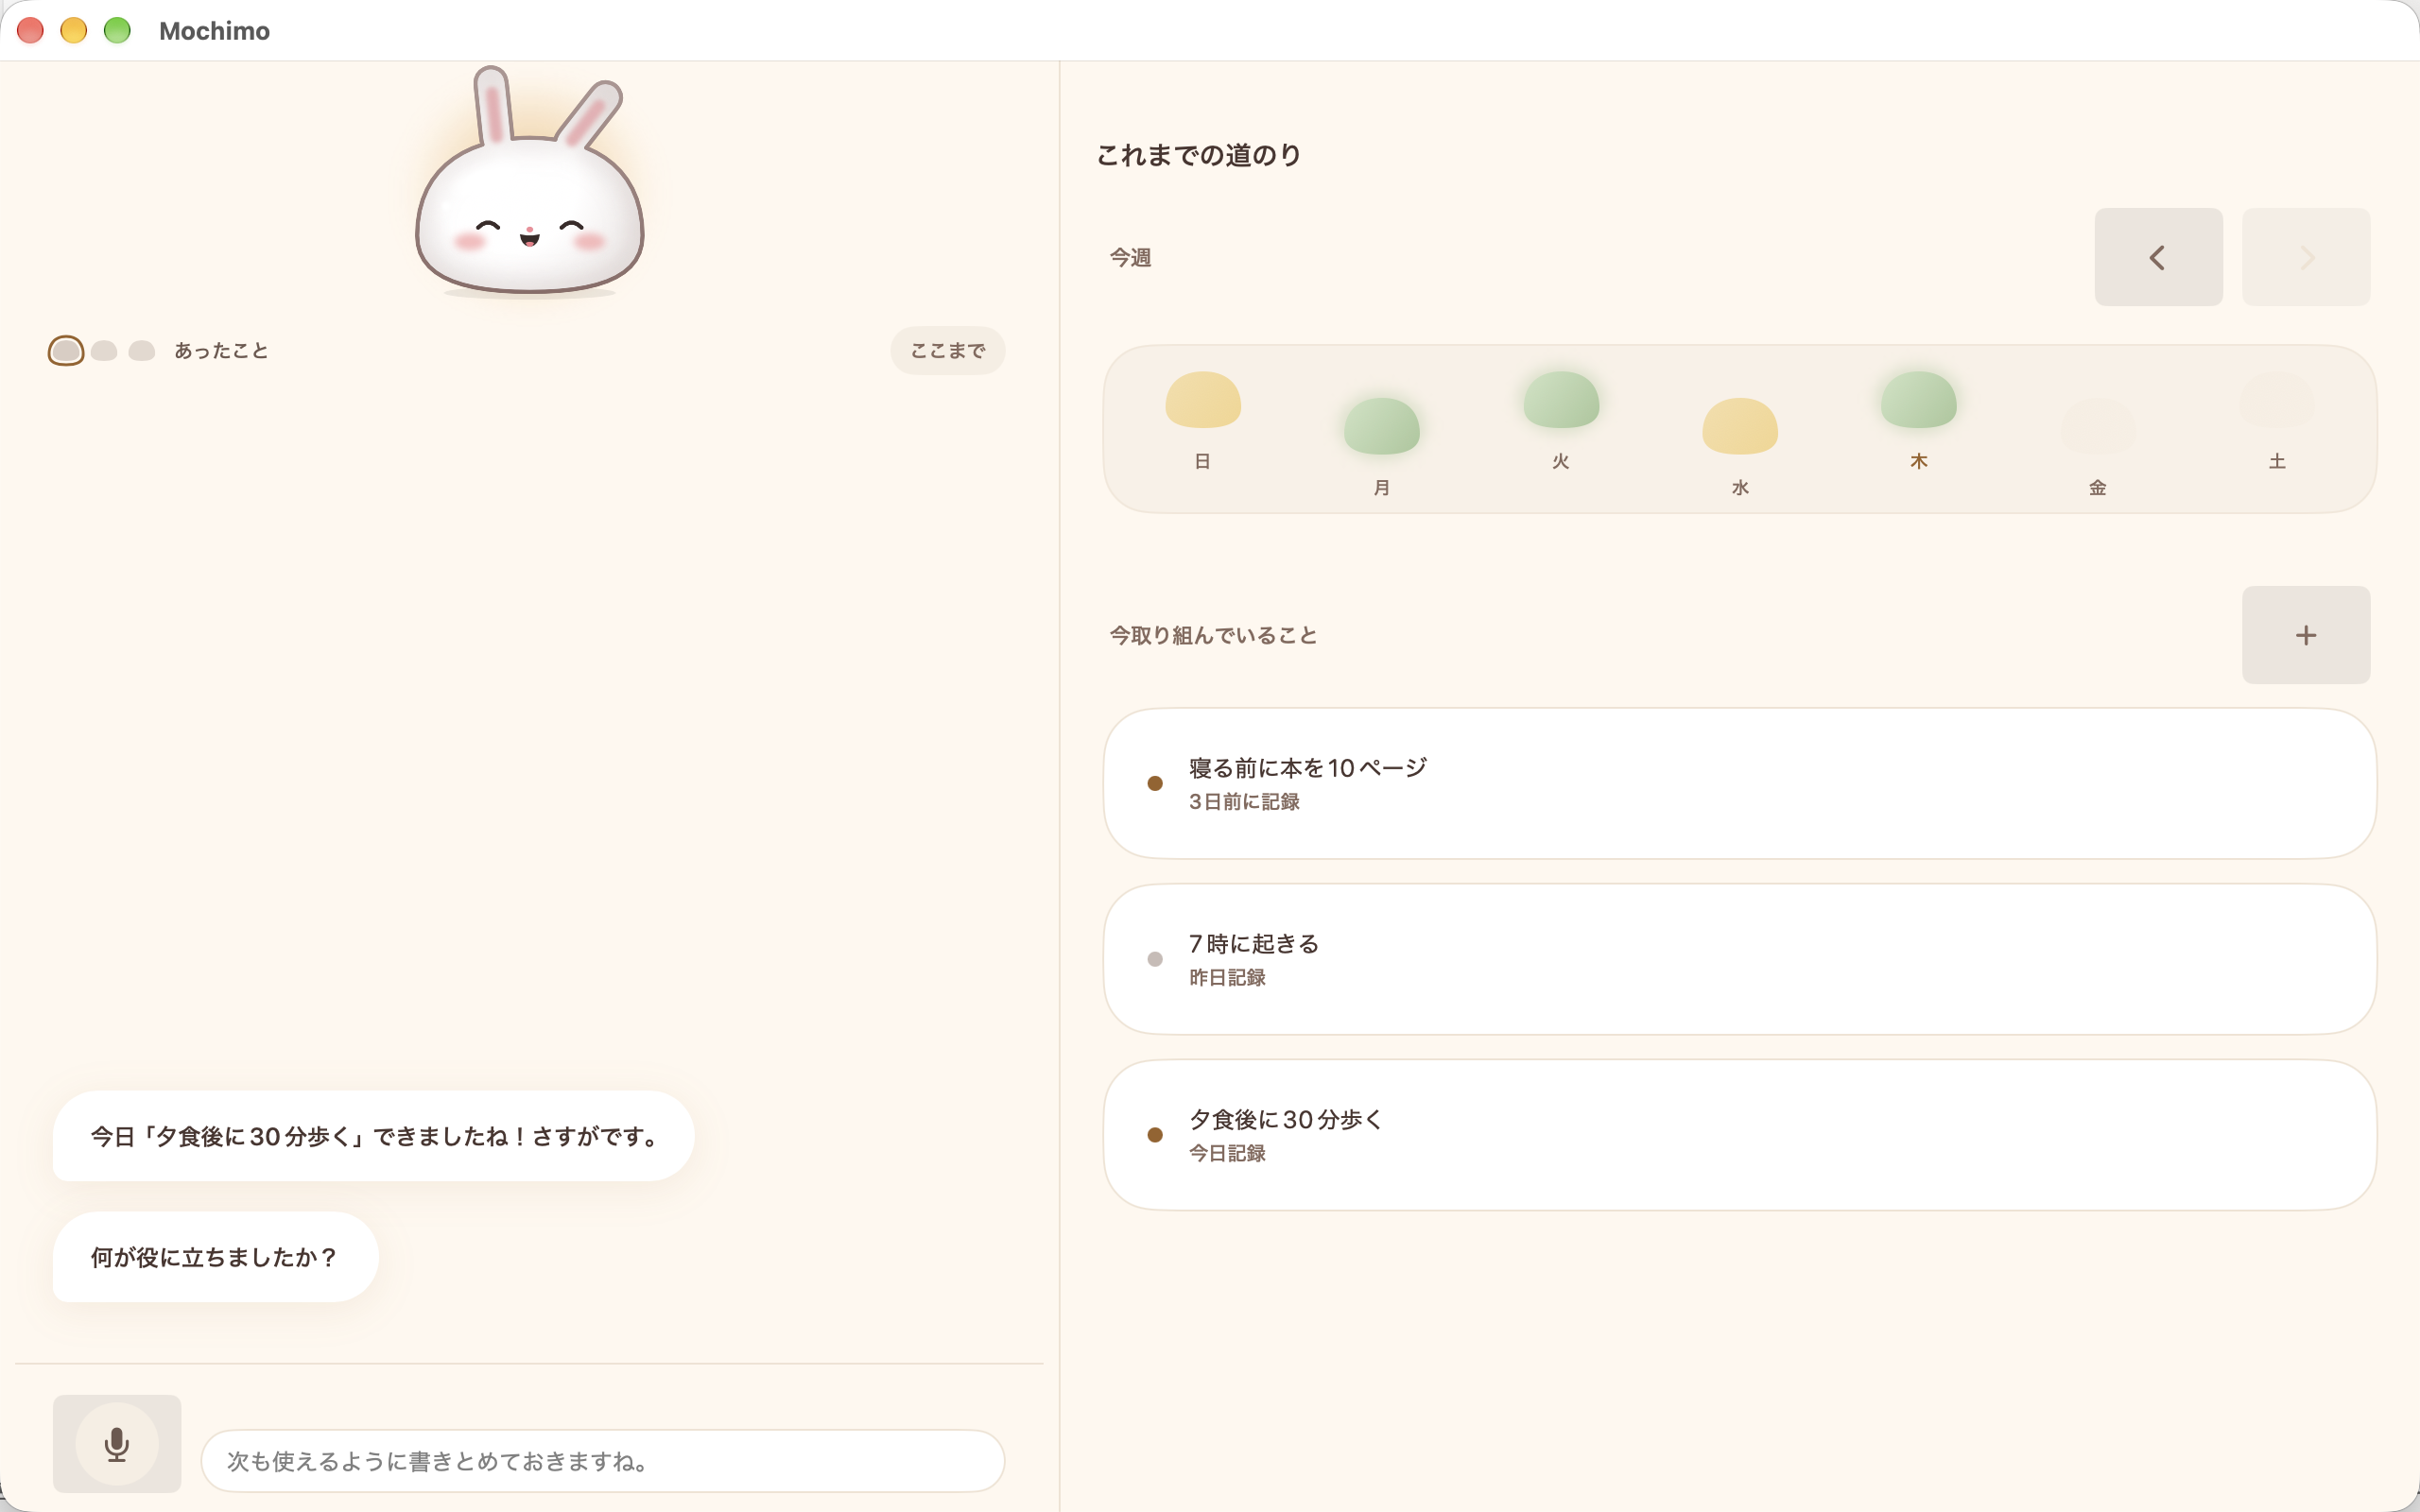 Mochimo
あったこと
ここまで
今日「夕食後に30分歩く」できましたね！さすがです。
何が役に立ちましたか？
次も使えるように書きとめておきますね。
これまでの道のり
今週
日
月
火
水
木
金
土
今取り組んでいること
寝る前に本を10ページ
3日前に記録
7時に起きる
昨日記録
夕食後に30分歩く
今日記録